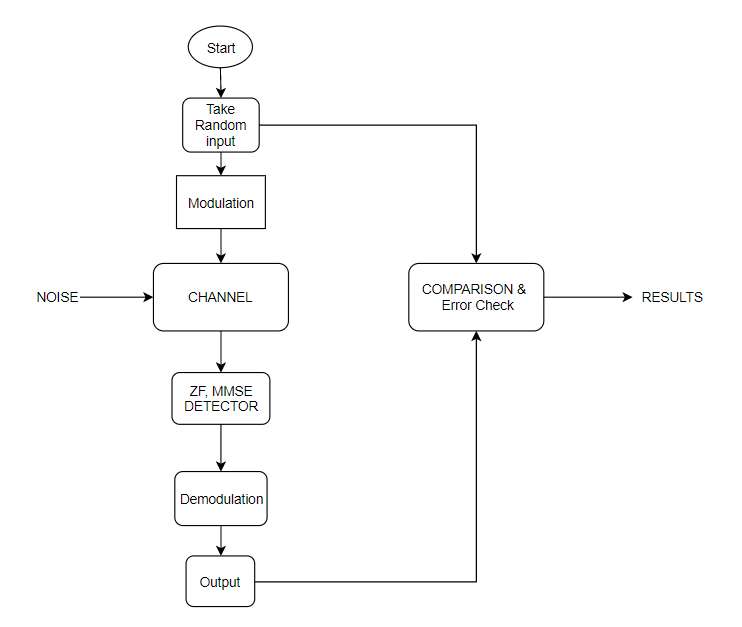 Start
Take
Random
input
Modulation
NOISE
CHANNEL
COMPARISON &
Error Check
RESULTS
ZF, MMSE
DETECTOR
Demodulation
Output